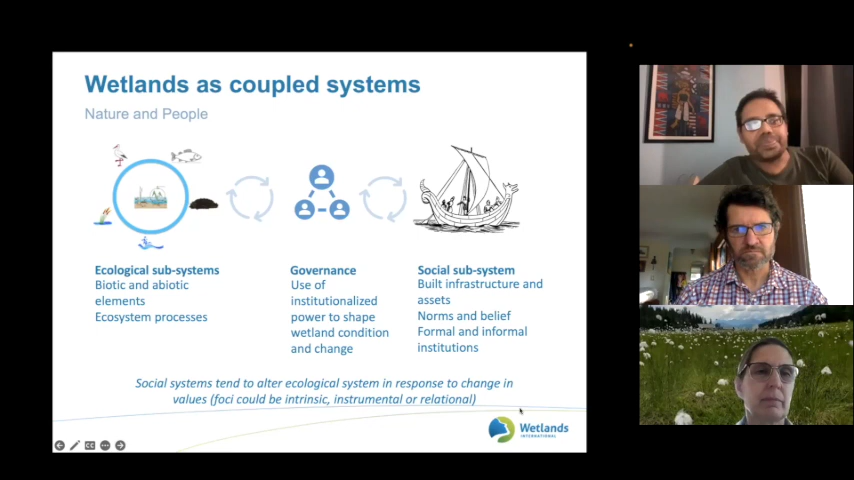 Wetlands as coupled systems
Nature and People
Ecological sub-systems
Biotic and abiotic
elements
Ecosystem processes
Governance
Use of
institutionalized
power to shape
wetland condition
and change
Social sub-system
Built infrastructure and
assets
Norms and belief
Formal and informal
institutions
Social systems tend to alter ecological system in response to change in
values (foci could be intrinsic, instrumental or relational)
Wetlands
INTERNATIONAL
CC